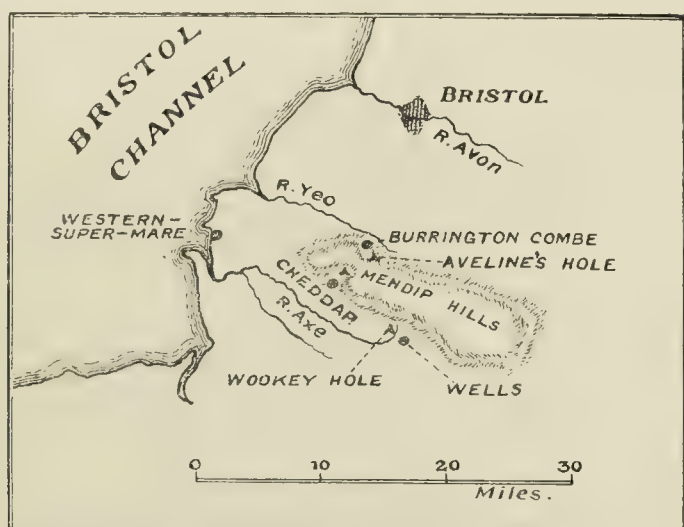 BRISTOL
CHANNEL
BRISTOL
R. Avon
R. Yeo
WESTERN-
SUPER-MARE
BURRINGTON COMBE
AVELINE'S HOLE
MENDIP HILLS
CHEDDAR
R. Axe
WOOKEY HOLE
WELLS
0 10 20 30
Miles.